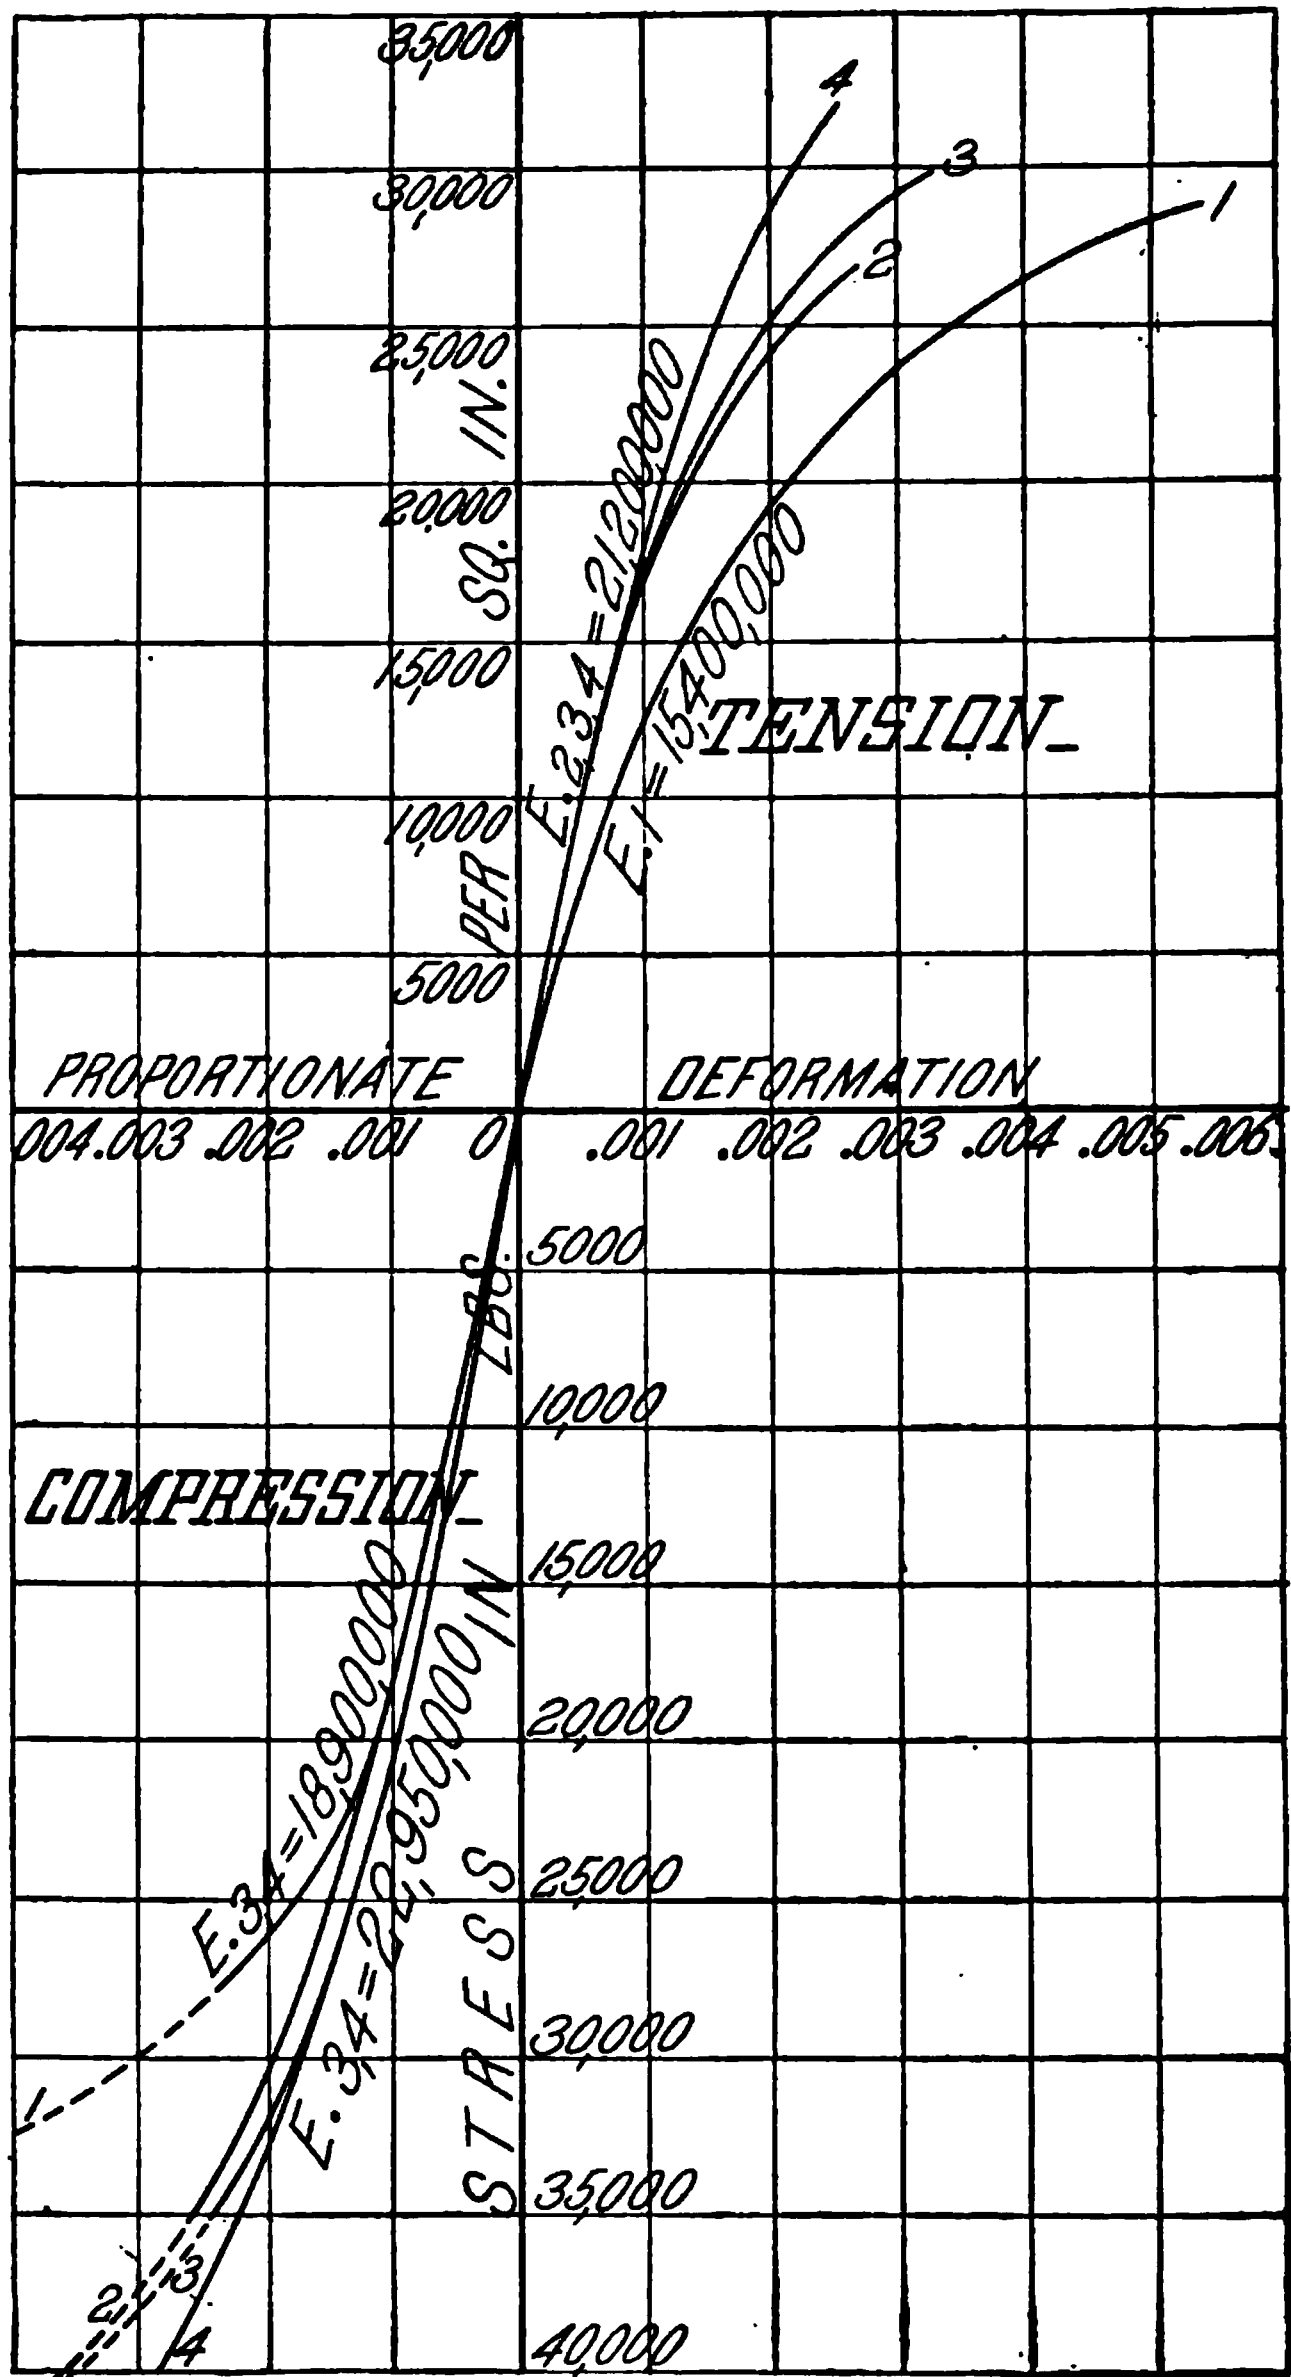 35,000
4
3
30,000
1
2
25,000
20,000
15,000
10,000
5000
STRESS IN LBS. PER SQ. IN.
E.2,3,4 = 21,200,000
E.1 = 15,400,000
TENSION_
PROPORTIONATE DEFORMATION
.004 .003 .002 .001 0 .001 .002 .003 .004 .005 .006
5000
10,000
COMPRESSION_
15,000
20,000
E.3,4=18,900,000
E.3,4=22,950,000
25,000
30,000
1
35,000
3
2
4
40,000